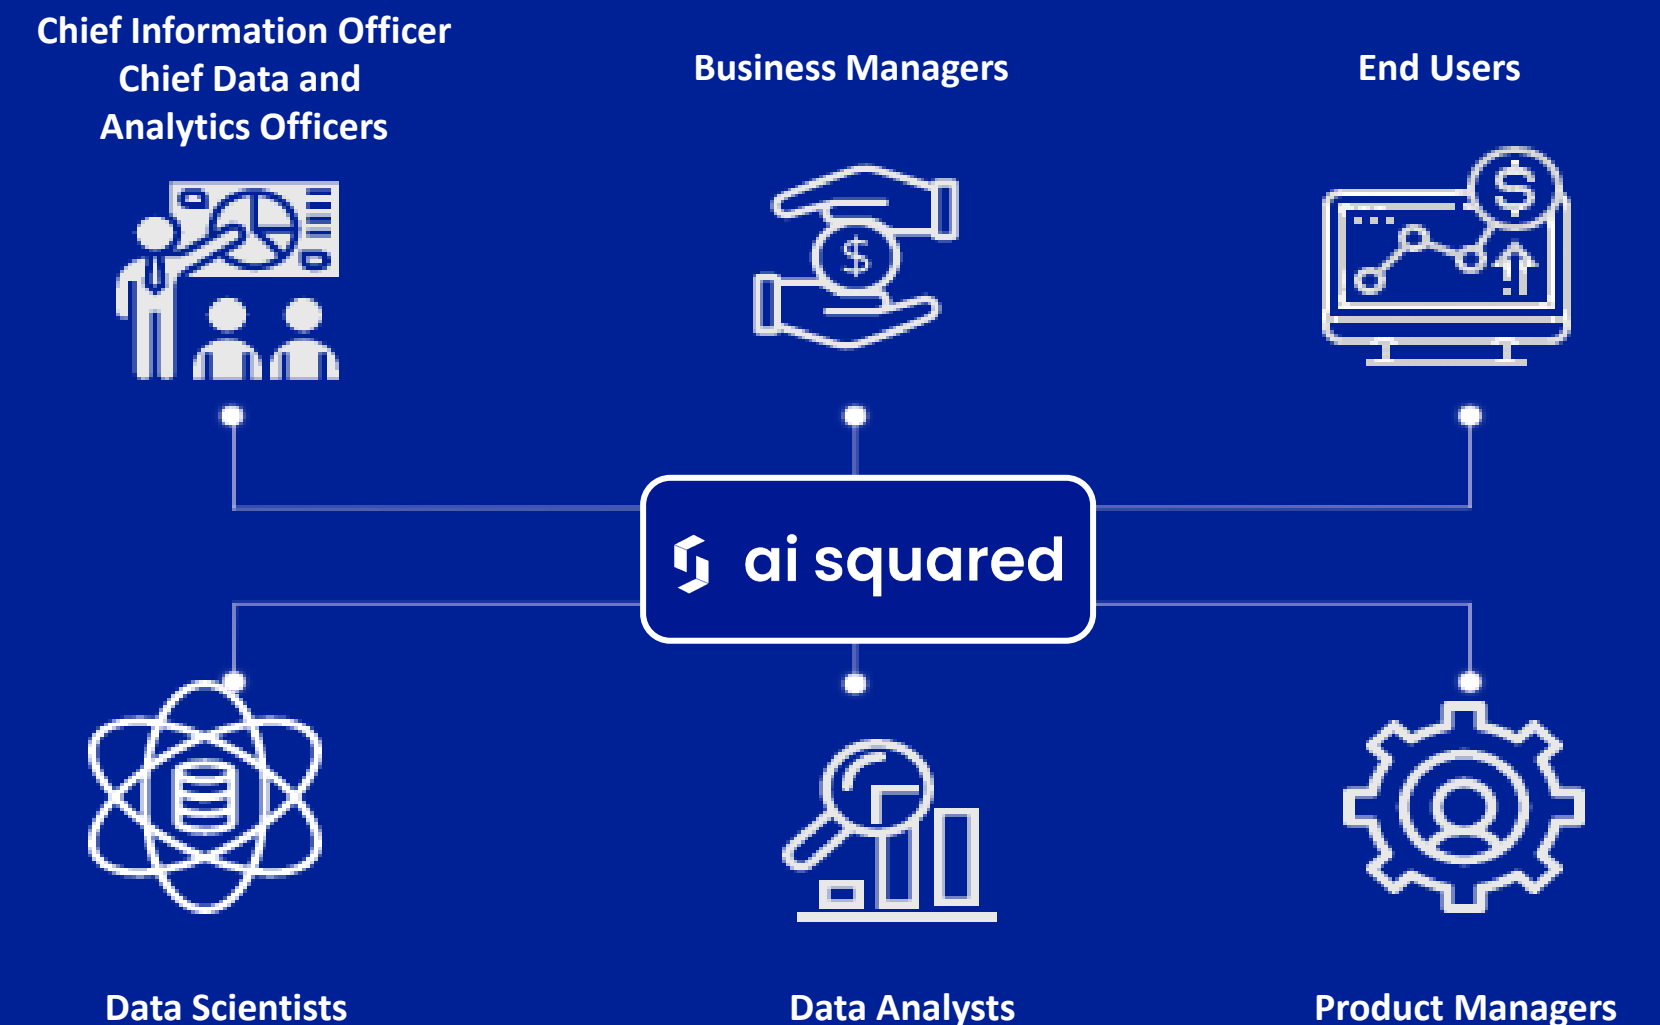 Chief Information Officer
Chief Data and
Analytics Officers
Business Managers
End Users
$
$
ai squared
Data Scientists
Data Analysts
Product Managers